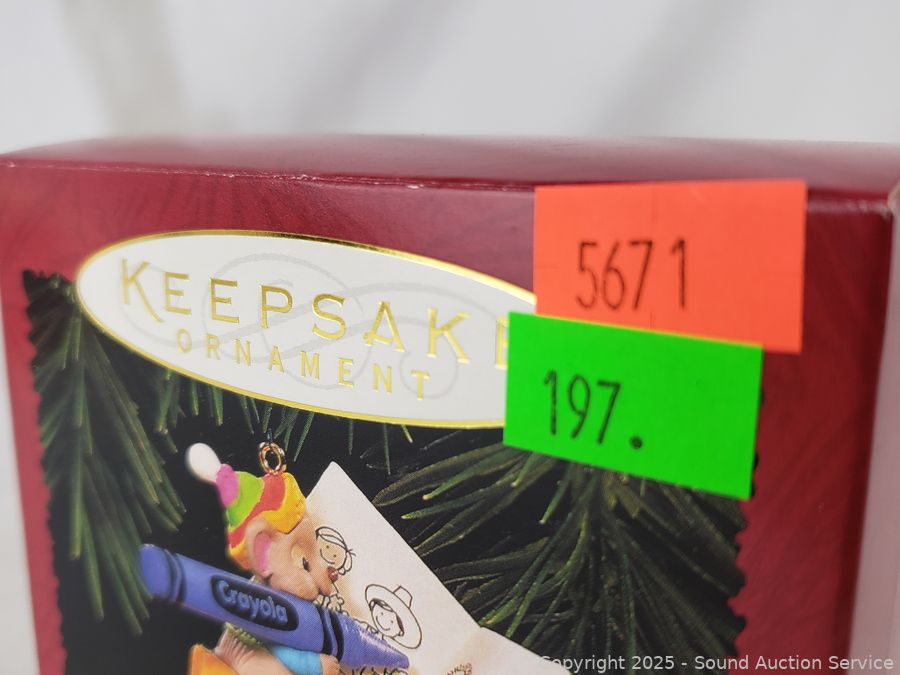 KEEPSAKE
ORNAMENT
5671
197.
Crayola
Copyright 2025 - Sound Auction Service